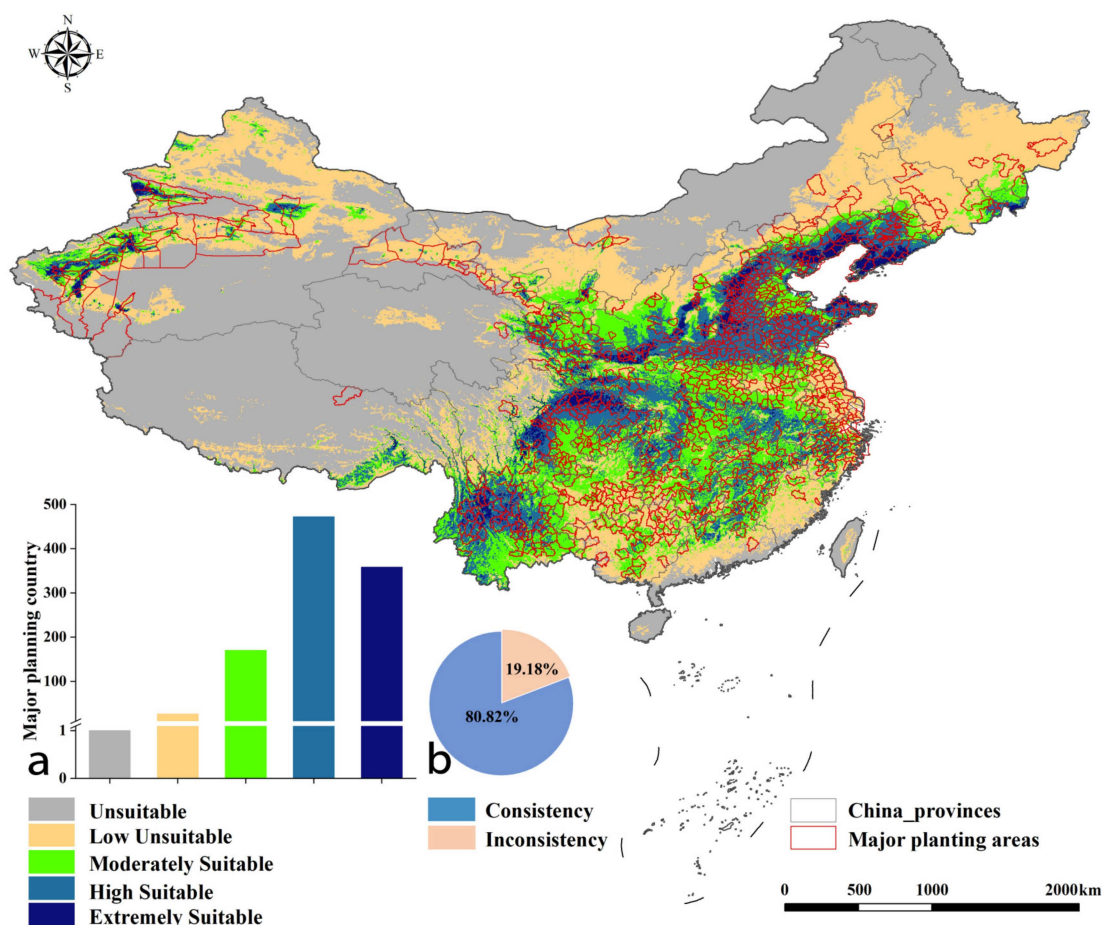 N
W E
S
500
400
300
200
100
1
0
Major planning country
a
19.18%
80.82%
b
Unsuitable
Low Unsuitable
Moderately Suitable
High Suitable
Extremely Suitable
Consistency
Inconsistency
China_provinces
Major planting areas
0 500 1000 2000km